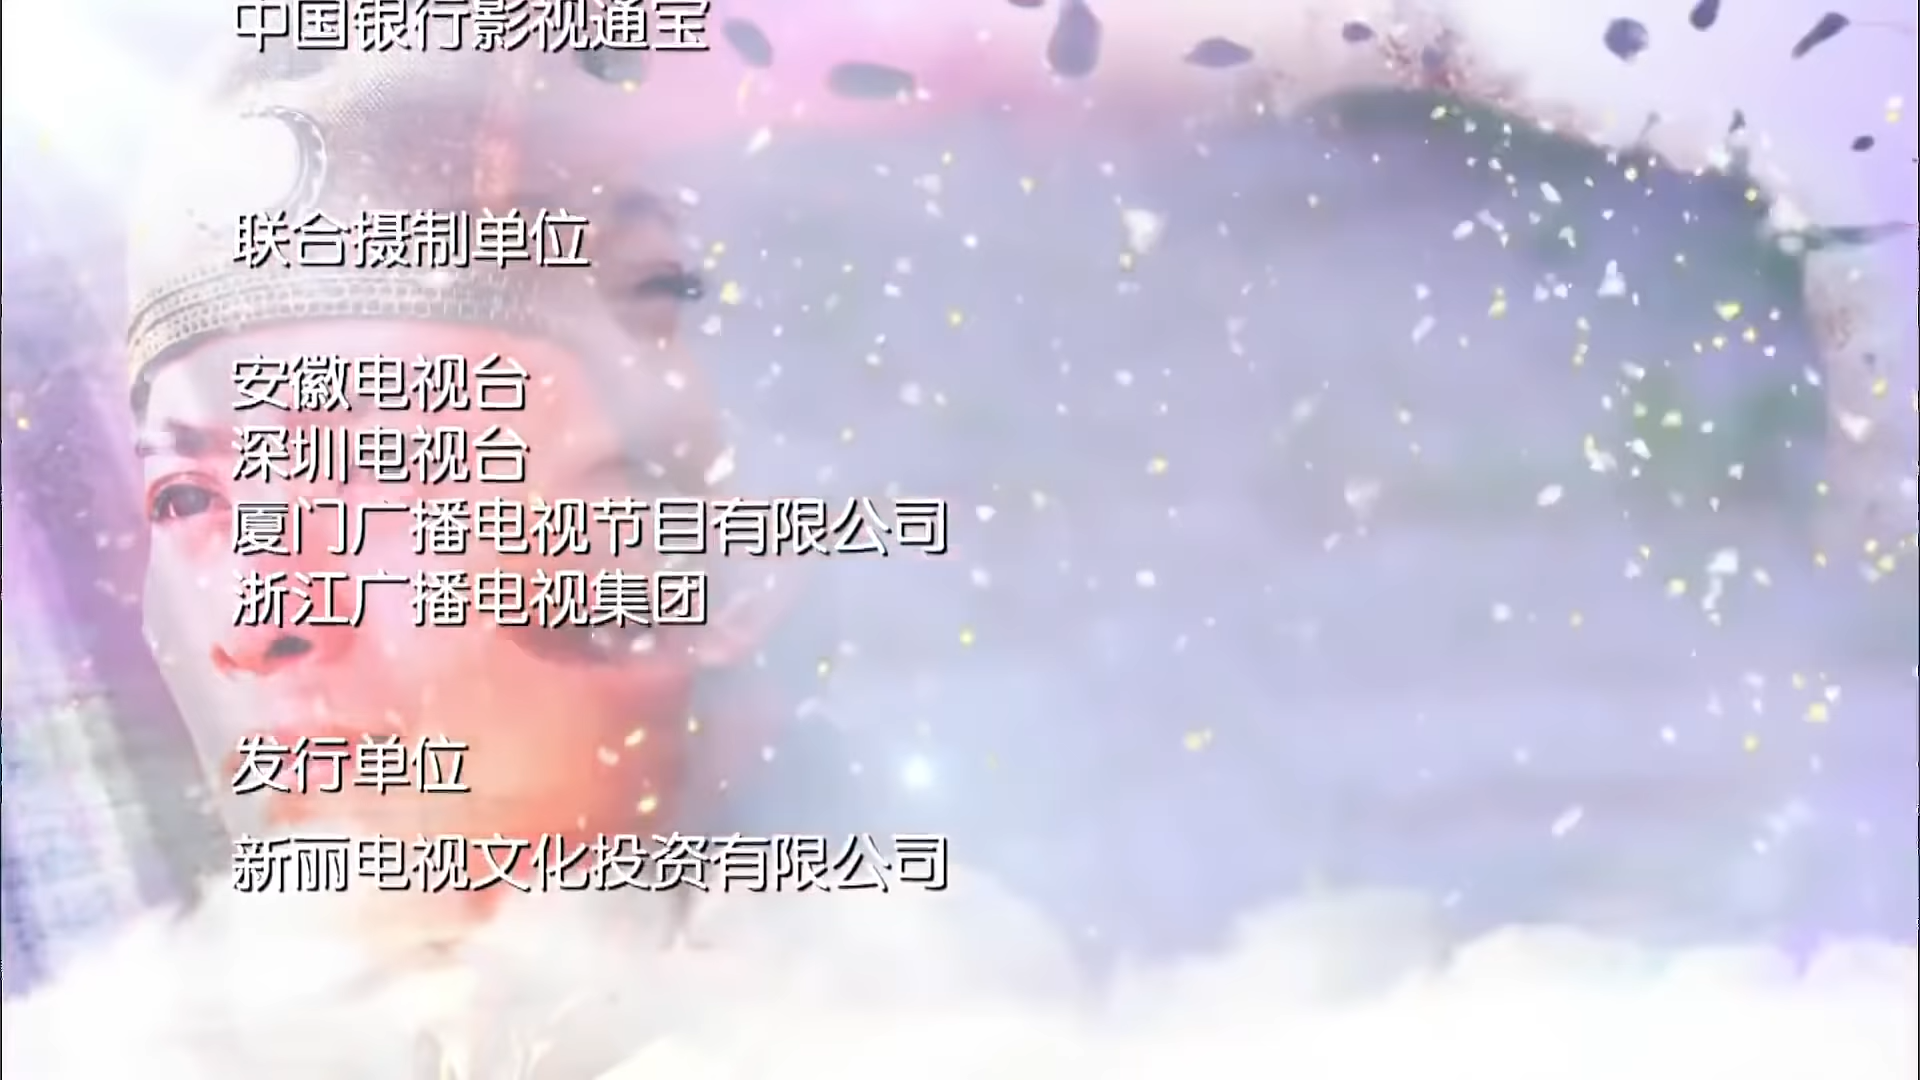 中国银行影视通宝
联合摄制单位
安徽电视台
深圳电视台
厦门广播电视节目有限公司
浙江广播电视集团
发行单位
新丽电视文化投资有限公司